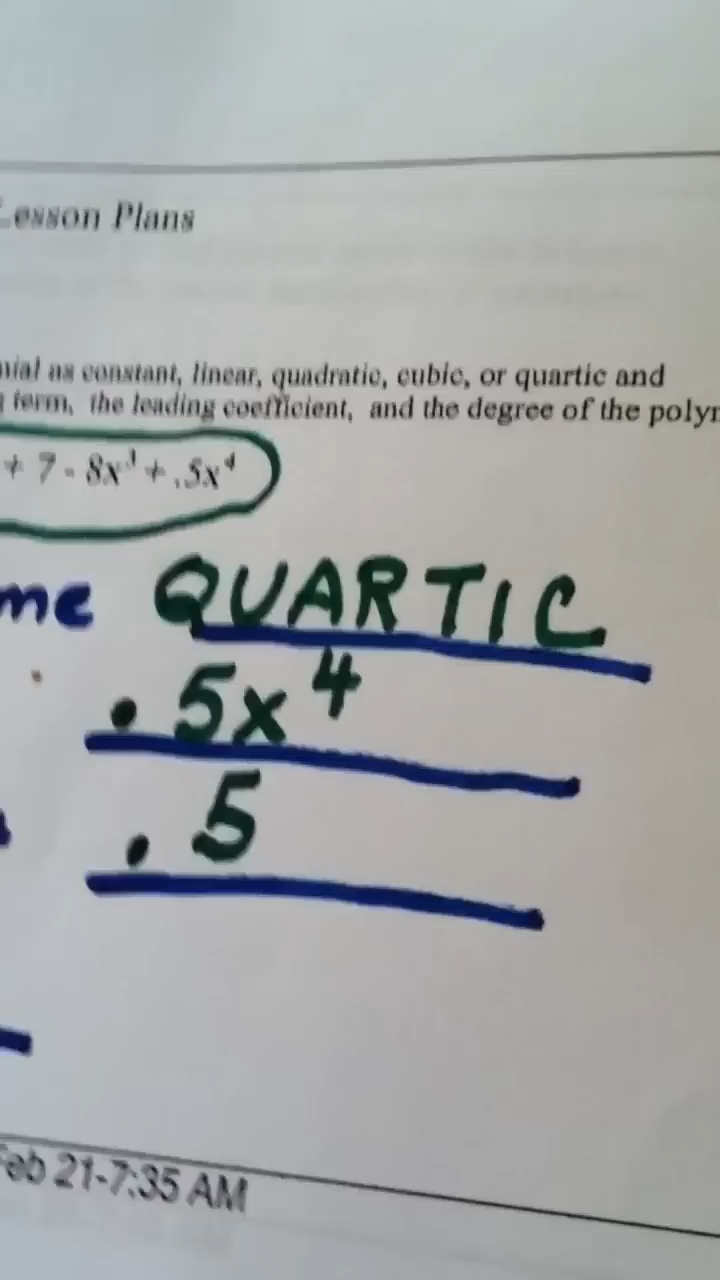 Lesson Plans
nial as constant, linear, quadratic, cubic, or quartic and
term, the leading coefficient, and the degree of the polyn
+ 7 - 8x³ + .5x⁴
me QUARTIC
.5x⁴
.5
Feb 21-7:35 AM